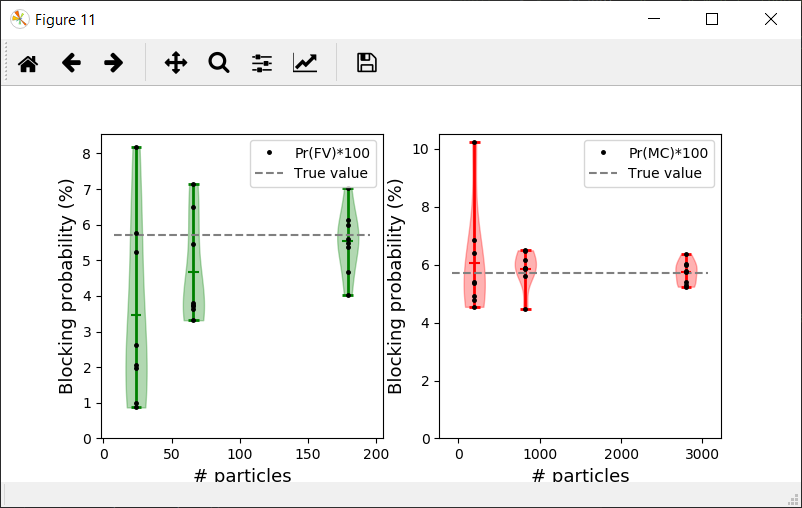 Figure 11
Pr(FV)*100
True value
Blocking probability (%)
8
7
6
5
4
3
2
1
0
0 50 100 150 200
# particles
Pr(MC)*100
True value
Blocking probability (%)
10
8
6
4
2
0
0 1000 2000 3000
# particles